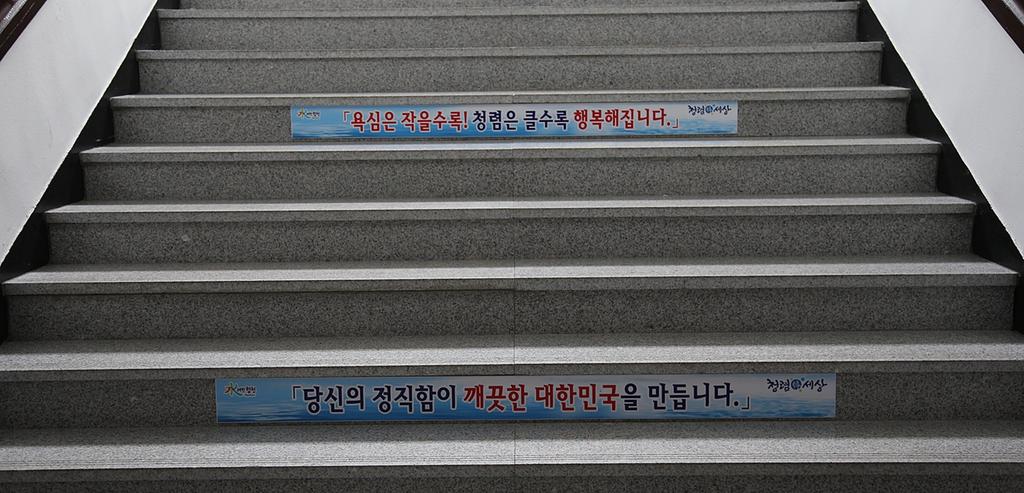 「욕심은 작을수록! 청렴은 클수록 행복해집니다.」
청렴 세상
「당신의 정직함이 깨끗한 대한민국을 만듭니다.」
청렴 세상